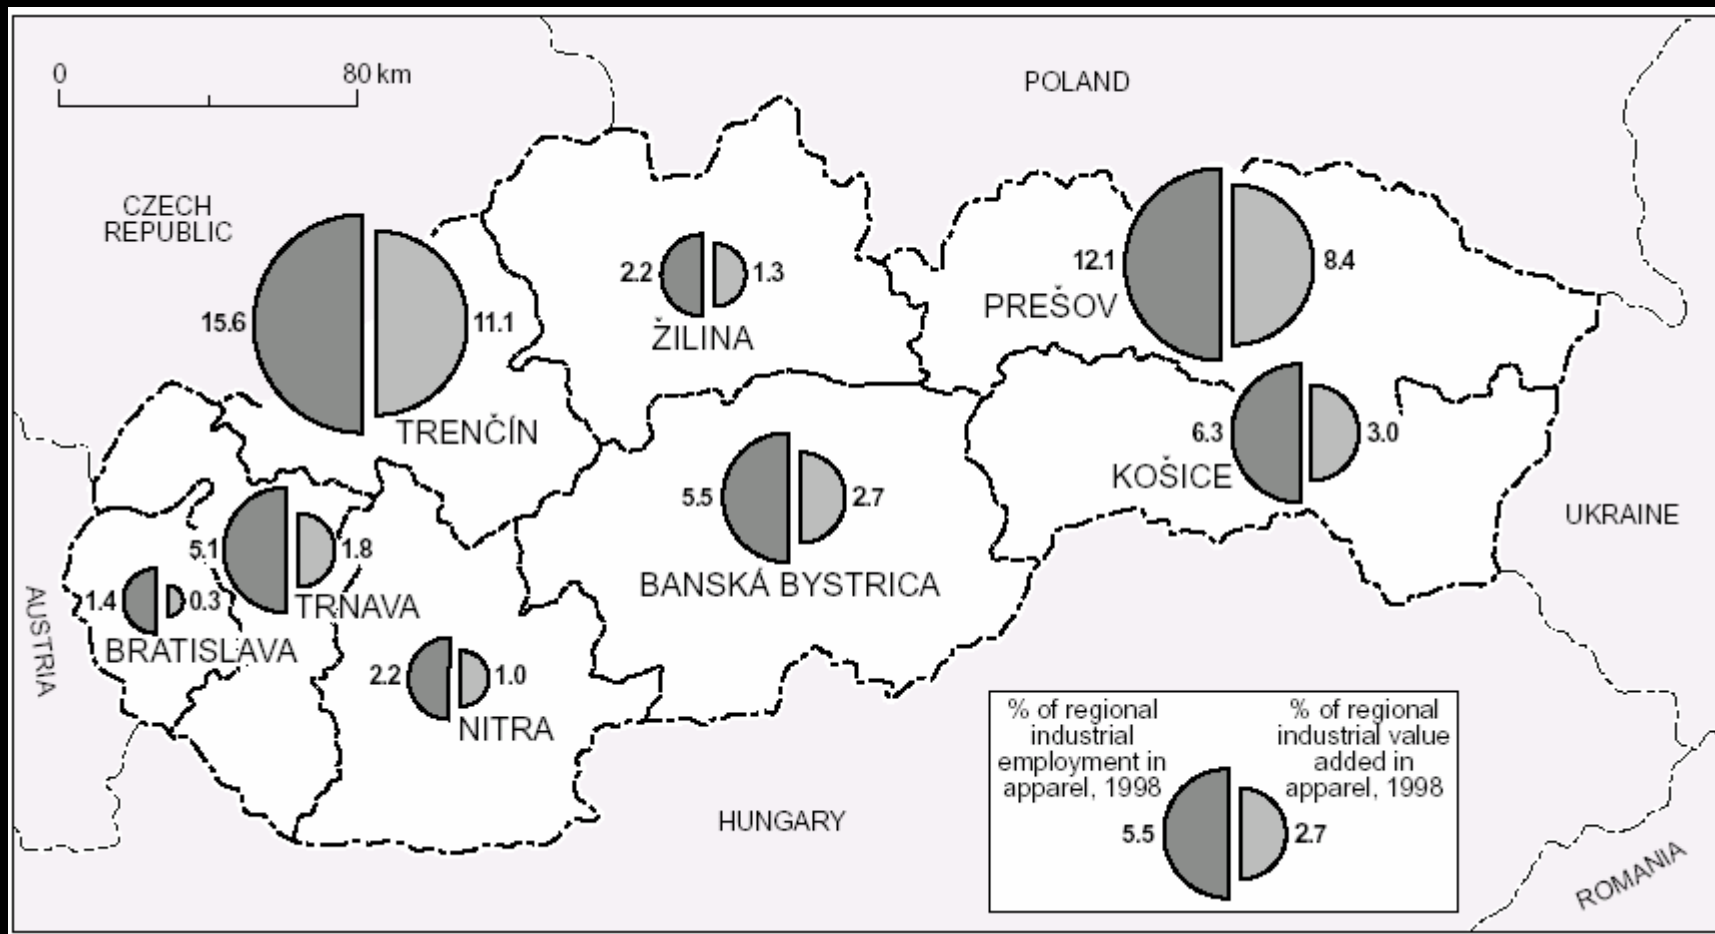 0
80 km
POLAND
CZECH
REPUBLIC
15.6
11.1
TRENČÍN
2.2
1.3
ŽILINA
12.1
8.4
PREŠOV
6.3
3.0
KOŠICE
5.5
2.7
BANSKÁ BYSTRICA
5.1
1.8
TRNAVA
1.4
0.3
BRATISLAVA
2.2
1.0
NITRA
AUSTRIA
UKRAINE
HUNGARY
ROMANIA
% of regional
industrial
employment in
apparel, 1998
% of regional
industrial value
added in
apparel, 1998
5.5
2.7